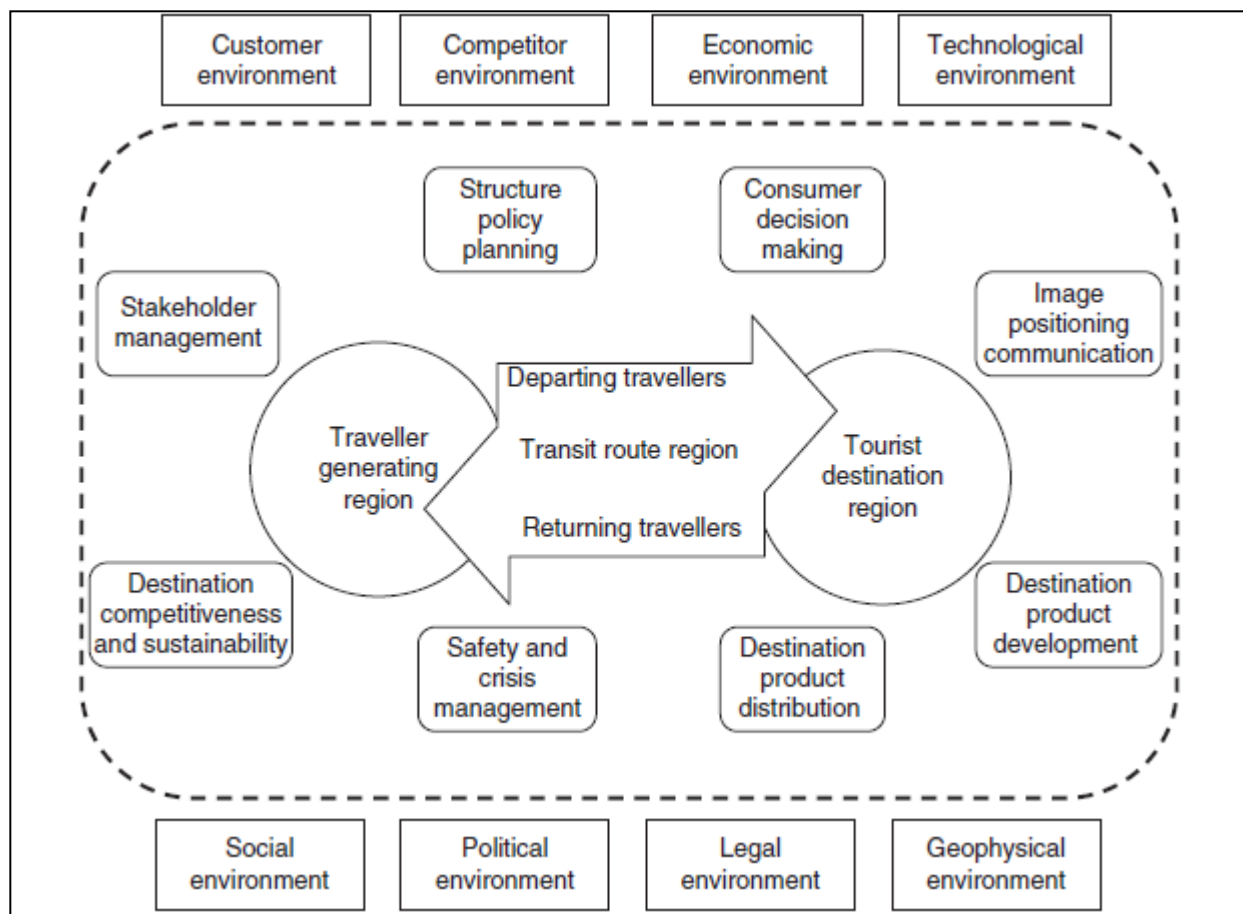 Customer
environment
Competitor
environment
Economic
environment
Technological
environment
Structure
policy
planning
Consumer
decision
making
Stakeholder
management
Image
positioning
communication
Departing travellers
Traveller
generating
region
Transit route region
Tourist
destination
region
Returning travellers
Destination
competitiveness
and sustainability
Safety and
crisis
management
Destination
product
distribution
Destination
product
development
Social
environment
Political
environment
Legal
environment
Geophysical
environment